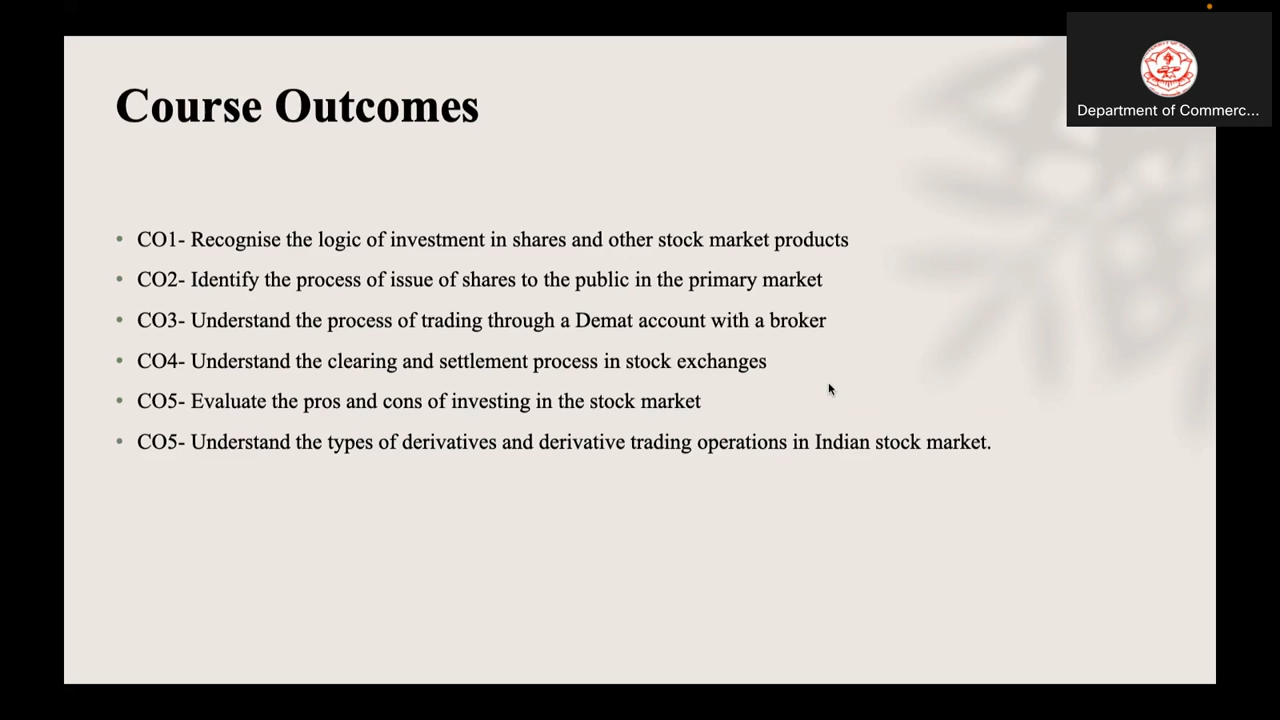 Course Outcomes
Department of Commerc...
• CO1- Recognise the logic of investment in shares and other stock market products
• CO2- Identify the process of issue of shares to the public in the primary market
• CO3- Understand the process of trading through a Demat account with a broker
• CO4- Understand the clearing and settlement process in stock exchanges
• CO5- Evaluate the pros and cons of investing in the stock market
• CO5- Understand the types of derivatives and derivative trading operations in Indian stock market.